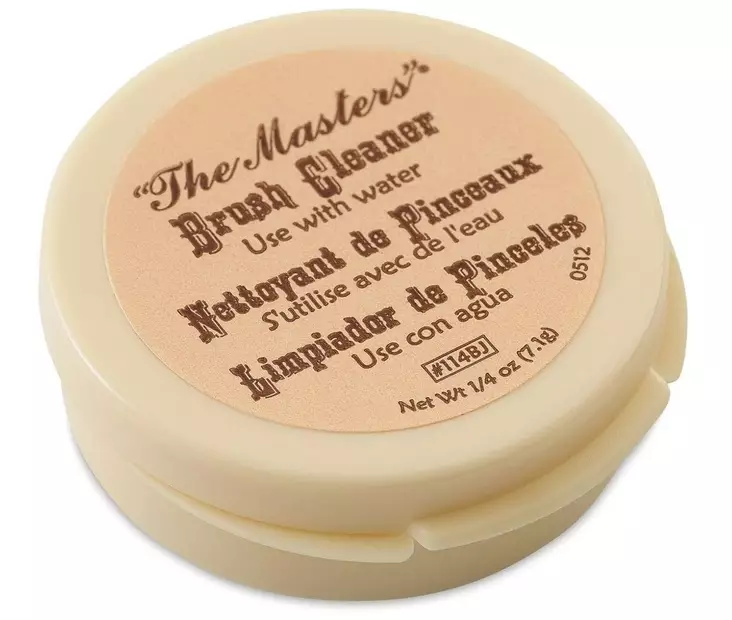 “The Masters”®
Brush Cleaner
Use with water
Nettoyant de Pinceaux
S'utilise avec de l'eau
Limpiador de Pinceles
Use con agua
#114BJ
Net Wt 1/4 oz (7.1g)
0512